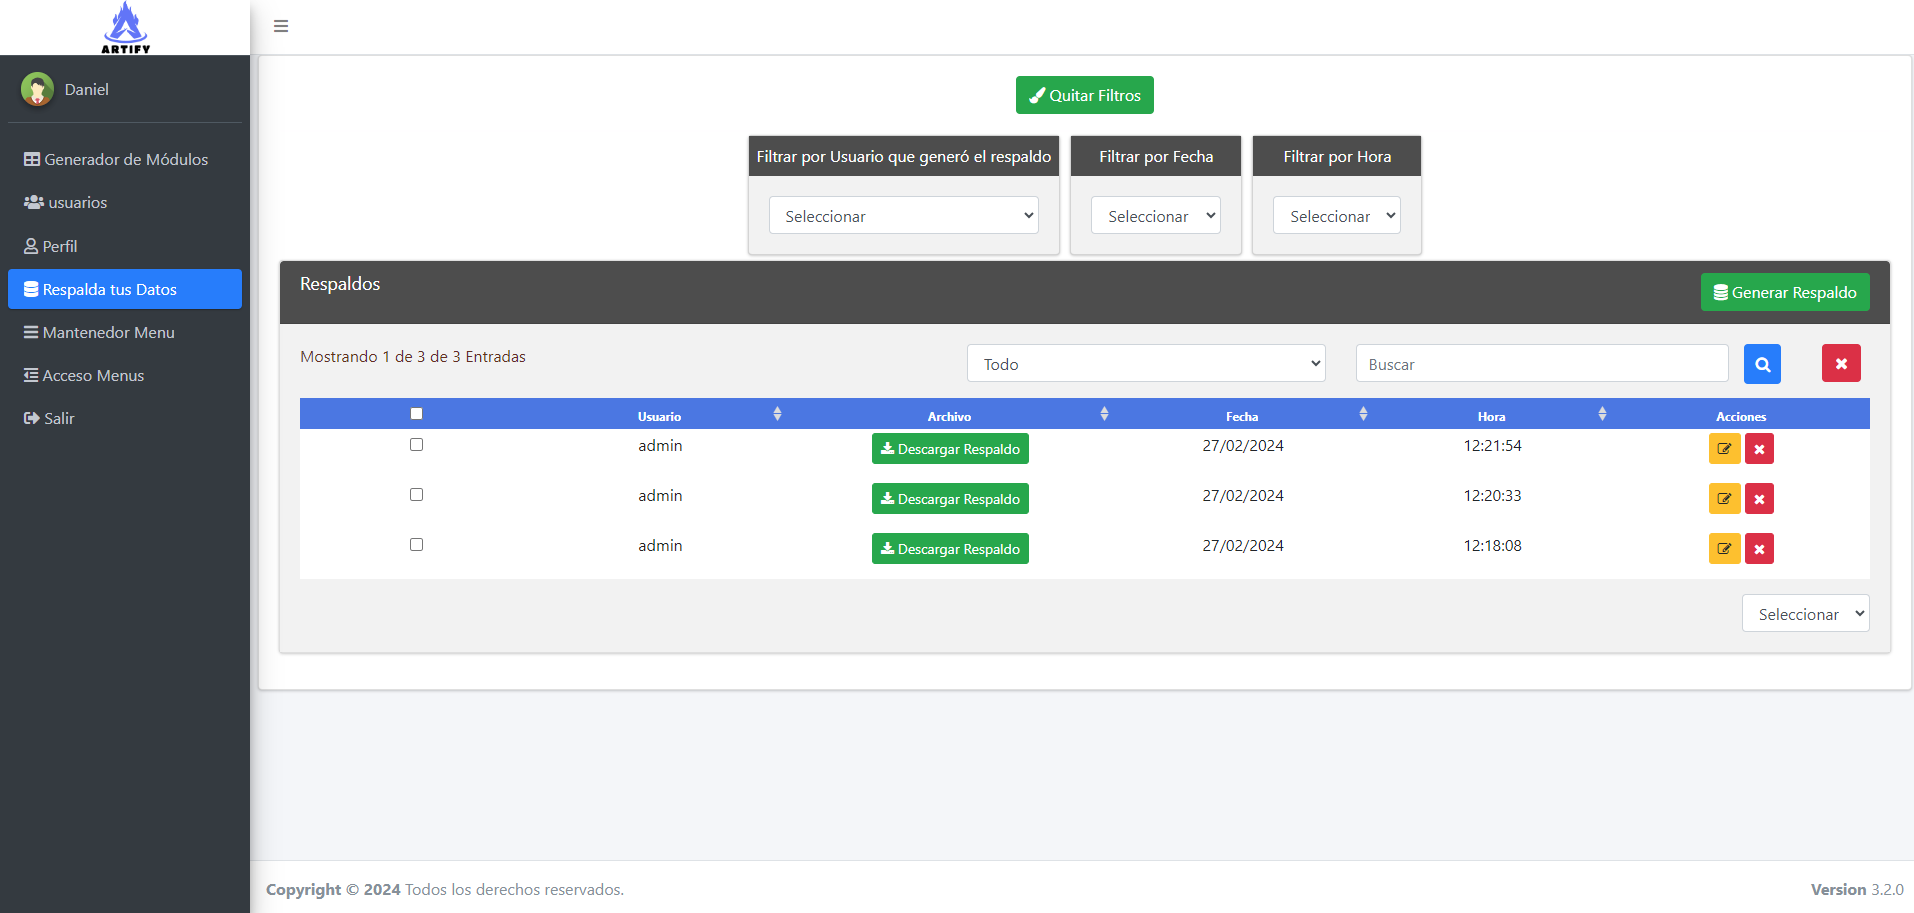 ARTIFY
Daniel
Generador de Módulos
usuarios
Perfil
Respalda tus Datos
Mantenedor Menu
Acceso Menus
Salir
Quitar Filtros
Filtrar por Usuario que generó el respaldo
Seleccionar
Filtrar por Fecha
Seleccionar
Filtrar por Hora
Seleccionar
Respaldos
Generar Respaldo
Mostrando 1 de 3 de 3 Entradas
Todo
Buscar
Usuario Archivo Fecha Hora Acciones
admin Descargar Respaldo 27/02/2024 12:21:54
admin Descargar Respaldo 27/02/2024 12:20:33
admin Descargar Respaldo 27/02/2024 12:18:08
Seleccionar
Copyright © 2024 Todos los derechos reservados.
Version 3.2.0